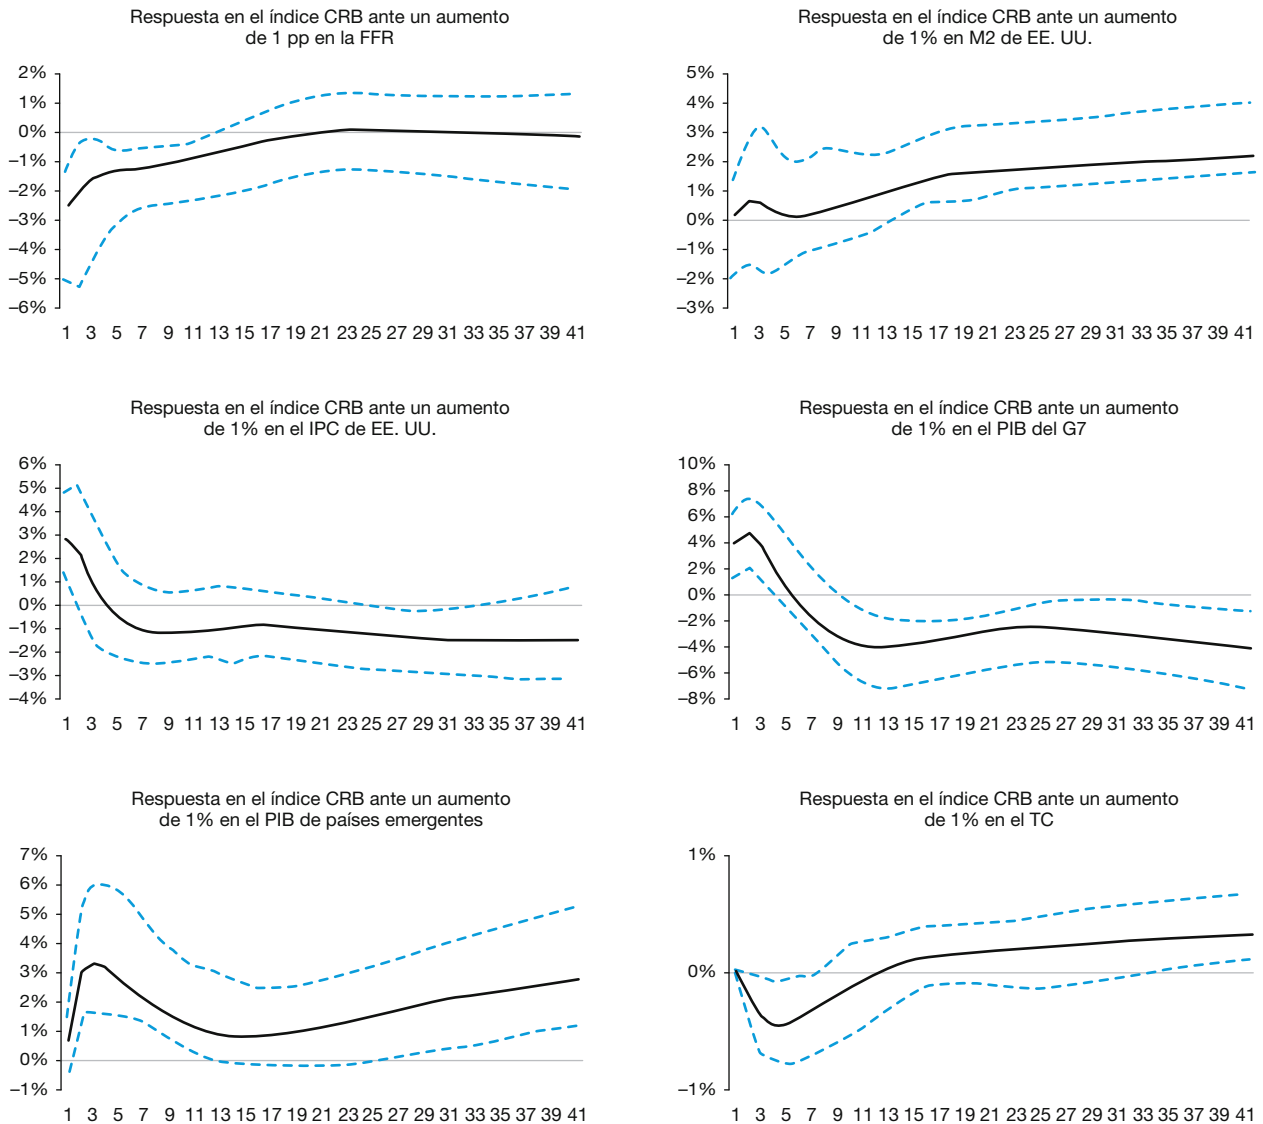 Respuesta en el índice CRB ante un aumento
de 1 pp en la FFR
2%
1%
0%
–1%
–2%
–3%
–4%
–5%
–6%
1 3 5 7 9 11 13 15 17 19 21 23 25 27 29 31 33 35 37 39 41
Respuesta en el índice CRB ante un aumento
de 1% en M2 de EE. UU.
5%
4%
3%
2%
1%
0%
–1%
–2%
–3%
1 3 5 7 9 11 13 15 17 19 21 23 25 27 29 31 33 35 37 39 41
Respuesta en el índice CRB ante un aumento
de 1% en el IPC de EE. UU.
6%
5%
4%
3%
2%
1%
0%
–1%
–2%
–3%
–4%
1 3 5 7 9 11 13 15 17 19 21 23 25 27 29 31 33 35 37 39 41
Respuesta en el índice CRB ante un aumento
de 1% en el PIB del G7
10%
8%
6%
4%
2%
0%
–2%
–4%
–6%
–8%
1 3 5 7 9 11 13 15 17 19 21 23 25 27 29 31 33 35 37 39 41
Respuesta en el índice CRB ante un aumento
de 1% en el PIB de países emergentes
7%
6%
5%
4%
3%
2%
1%
0%
–1%
1 3 5 7 9 11 13 15 17 19 21 23 25 27 29 31 33 35 37 39 41
Respuesta en el índice CRB ante un aumento
de 1% en el TC
1%
0%
–1%
1 3 5 7 9 11 13 15 17 19 21 23 25 27 29 31 33 35 37 39 41